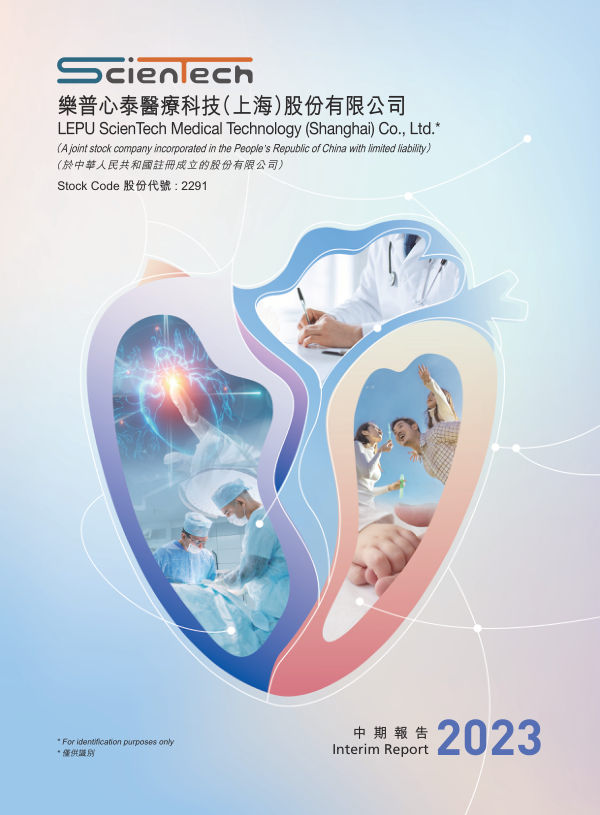 ScienTech
樂普心泰醫療科技（上海）股份有限公司
LEPU ScienTech Medical Technology (Shanghai) Co., Ltd.*
(A joint stock company incorporated in the People's Republic of China with limited liability)
（於中華人民共和國註冊成立的股份有限公司）
Stock Code 股份代號 : 2291
中期報告
Interim Report 2023
* For identification purposes only
* 僅供識別